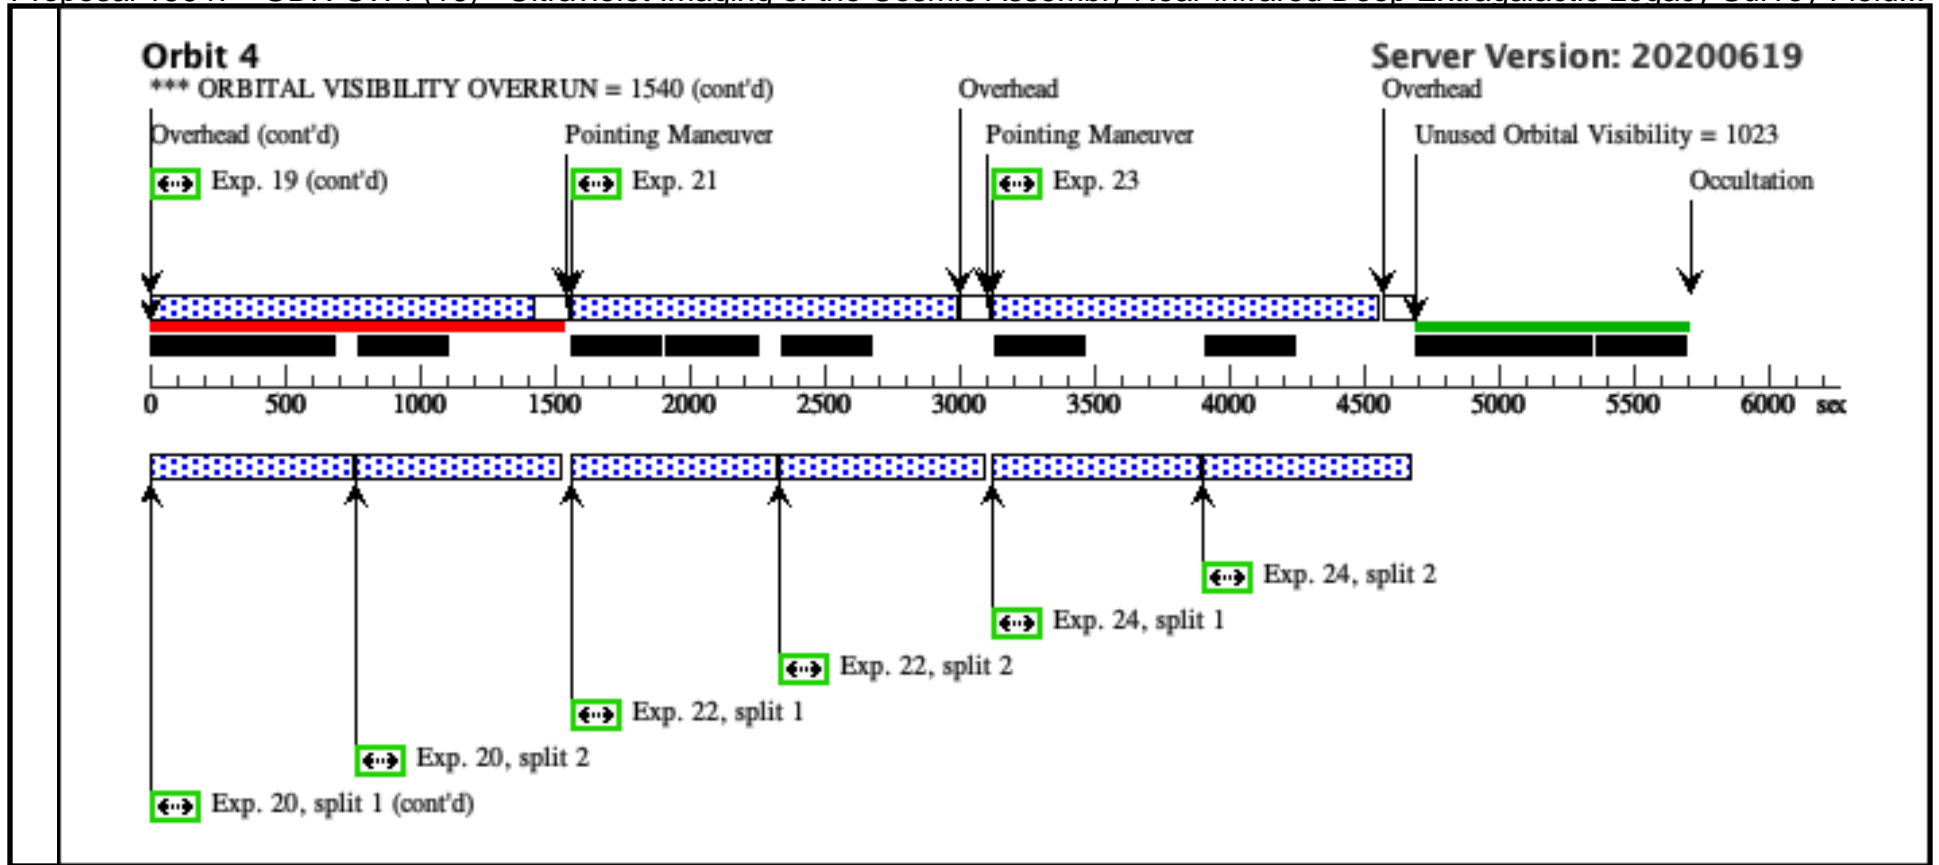 Orbit 4
Server Version: 20200619
*** ORBITAL VISIBILITY OVERRUN = 1540 (cont'd)
Overhead
Overhead
Overhead (cont'd)
Pointing Maneuver
Pointing Maneuver
Unused Orbital Visibility = 1023
Exp. 19 (cont'd)
Exp. 21
Exp. 23
Occultation
0 500 1000 1500 2000 2500 3000 3500 4000 4500 5000 5500 6000 sec
Exp. 24, split 2
Exp. 24, split 1
Exp. 22, split 2
Exp. 22, split 1
Exp. 20, split 2
Exp. 20, split 1 (cont'd)